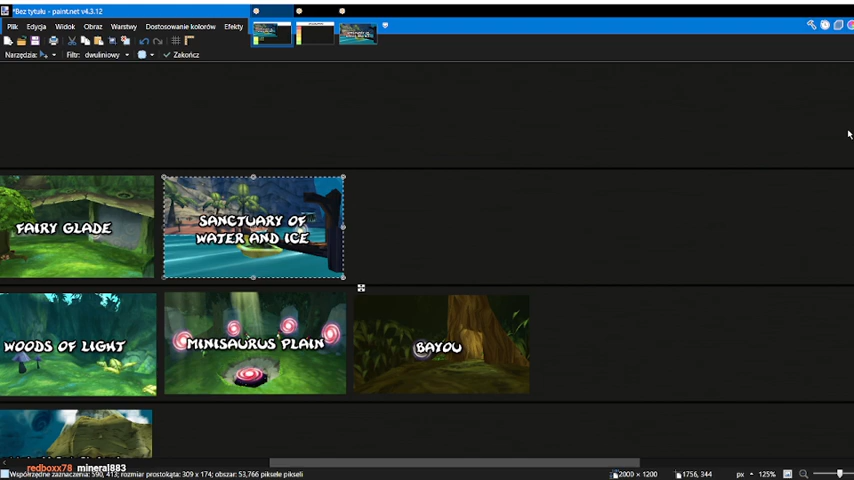 *Bez tytułu - paint.net v4.3.12
Plik Edycja Widok Obraz Warstwy Dostosowanie kolorów Efekty
Narzędzia: Filtr: dwuliniowy Zakończ
FAIRY GLADE
SANCTUARY OF
WATER AND ICE
WOODS OF LIGHT
MINISAURUS PLAIN
BAYOU
redboxx78 mineral883
Współrzędne zaznaczenia: 590, 413; rozmiar prostokąta: 309 x 174; obszar: 53,766 piksele pikseli
2000 × 1200
1756, 344
px
125%